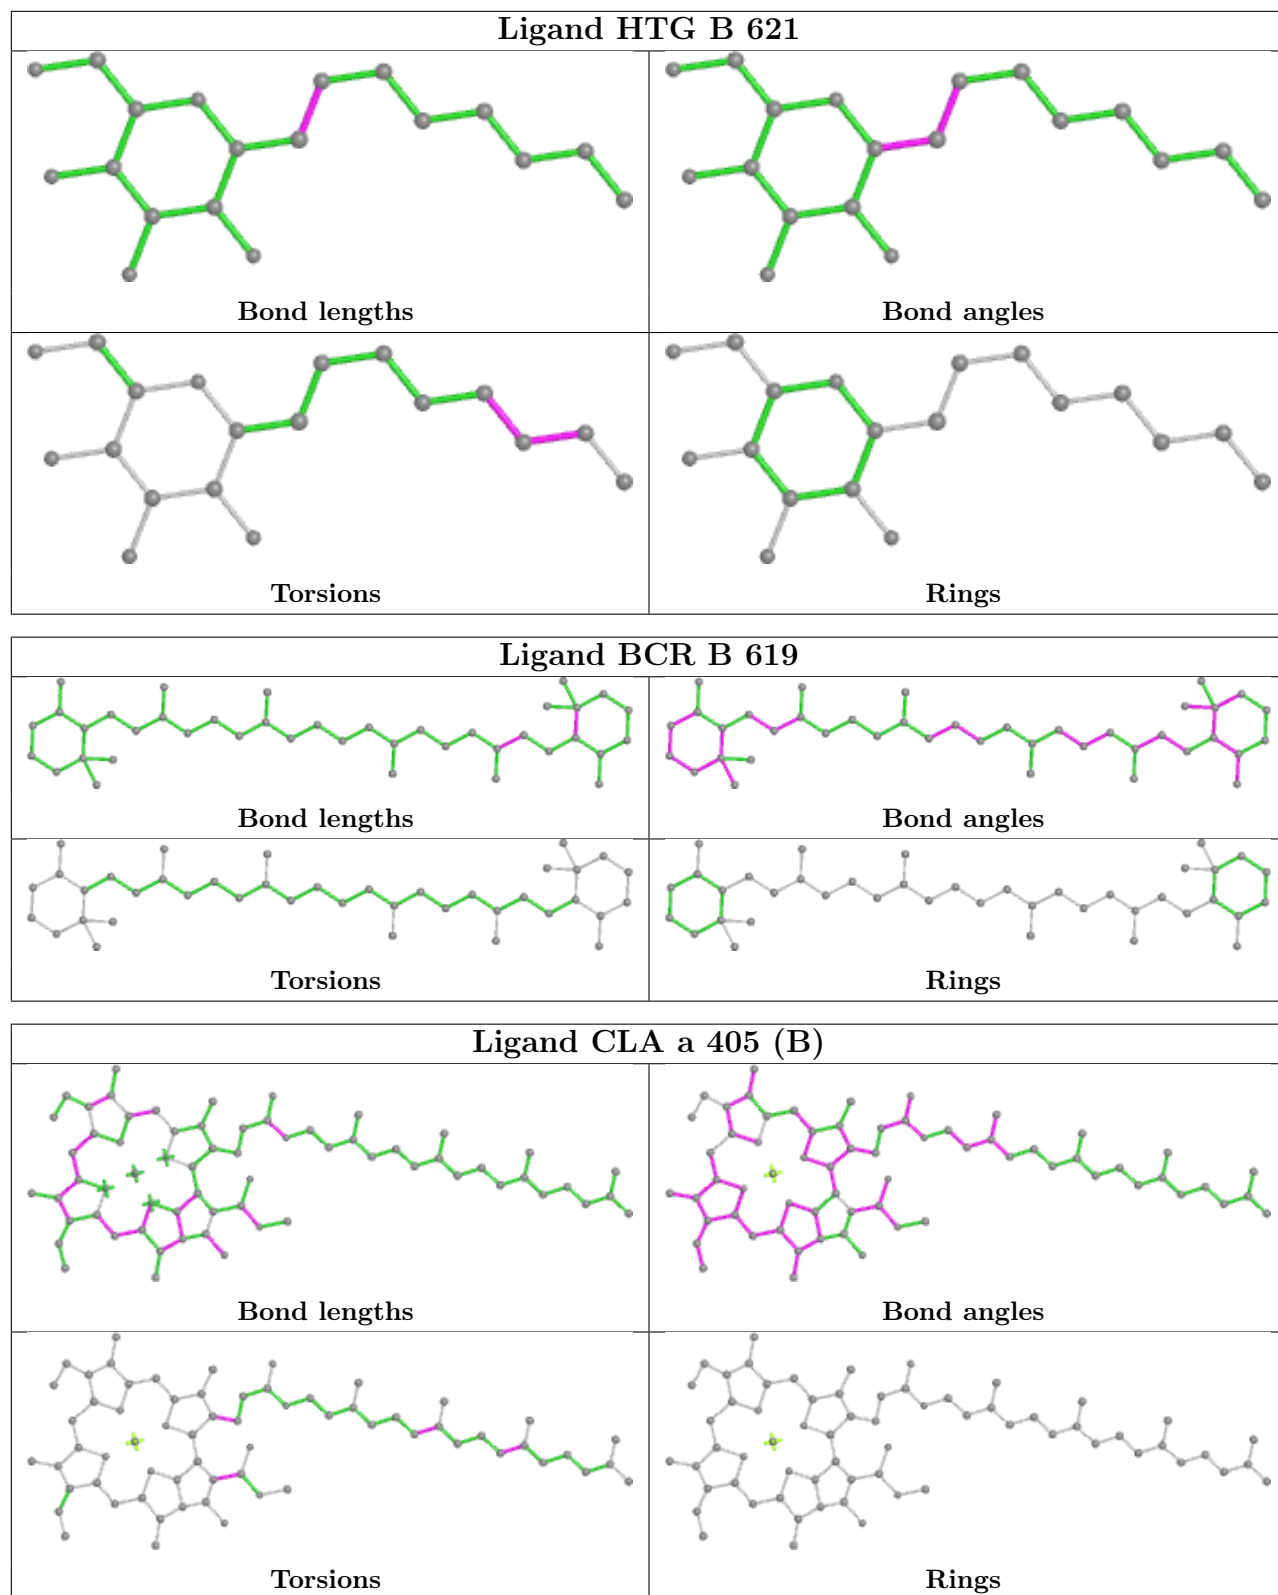 Ligand HTG B 621
Bond lengths
Bond angles
Torsions
Rings
Ligand BCR B 619
Bond lengths
Bond angles
Torsions
Rings
Ligand CLA a 405 (B)
Bond lengths
Bond angles
Torsions
Rings